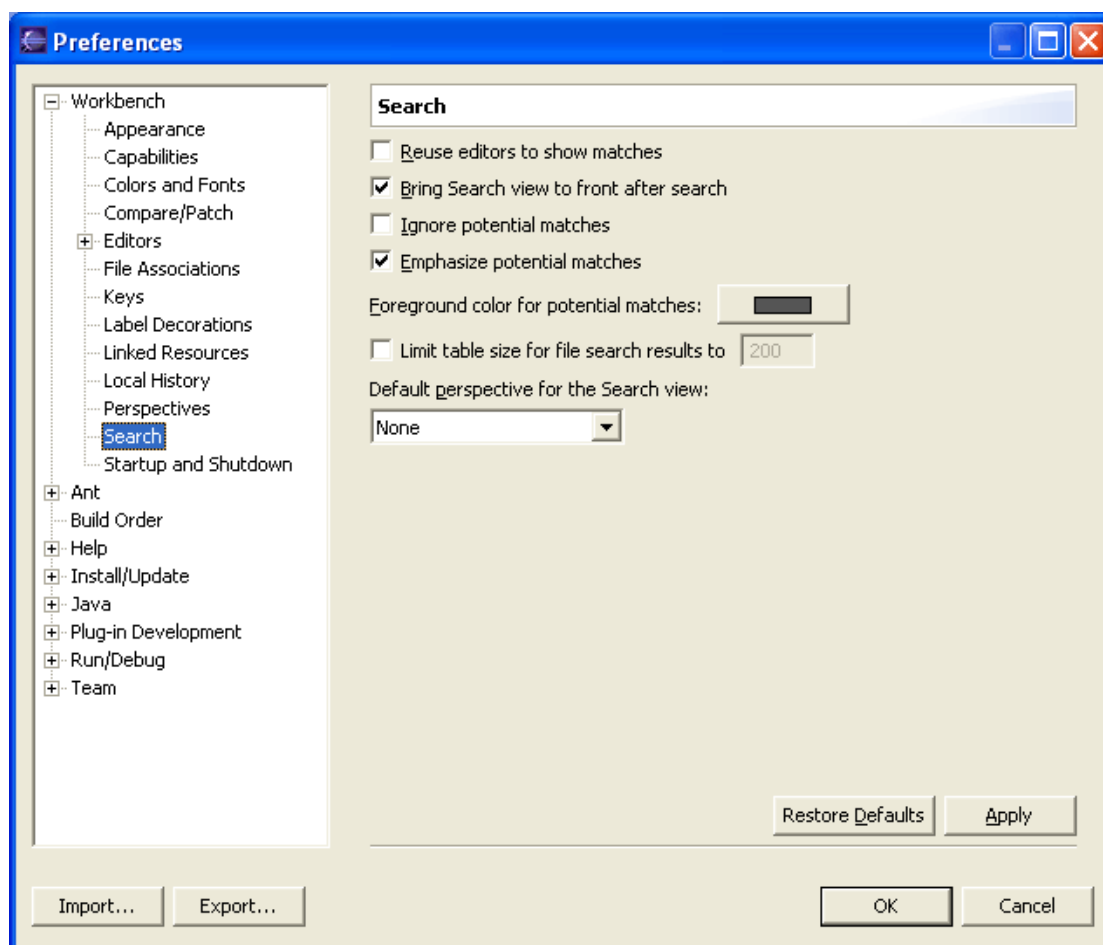 Preferences
Workbench
Appearance
Capabilities
Colors and Fonts
Compare/Patch
Editors
File Associations
Keys
Label Decorations
Linked Resources
Local History
Perspectives
Search
Startup and Shutdown
Ant
Build Order
Help
Install/Update
Java
Plug-in Development
Run/Debug
Team
Search
Reuse editors to show matches
Bring Search view to front after search
Ignore potential matches
Emphasize potential matches
Foreground color for potential matches:
Limit table size for file search results to 200
Default perspective for the Search view:
None
Restore Defaults Apply
Import... Export... OK Cancel